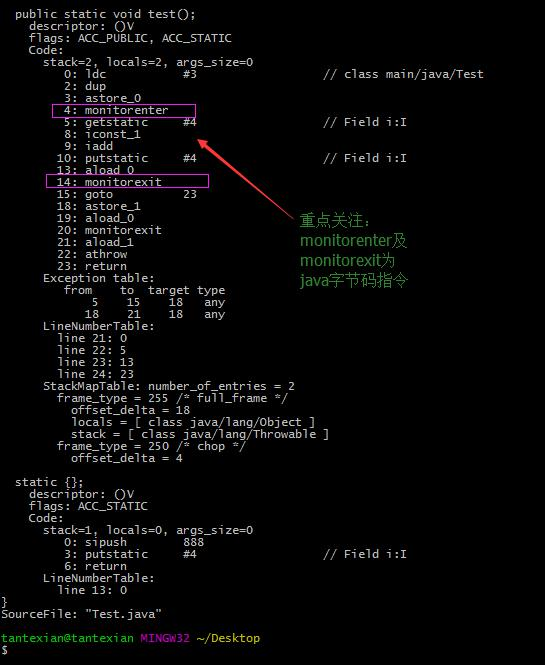 public static void test();
descriptor: ()V
flags: ACC_PUBLIC, ACC_STATIC
Code:
stack=2, locals=2, args_size=0
0: ldc #3 // class main/java/Test
2: dup
3: astore_0
4: monitorenter
5: getstatic #4 // Field i:I
8: iconst_1
9: iadd
10: putstatic #4 // Field i:I
13: aload_0
14: monitorexit
15: goto 23
18: astore_1
19: aload_0
20: monitorexit
21: aload_1
22: athrow
23: return
重点关注:
monitorenter及
monitorexit为
java字节码指令
Exception table:
from to target type
5 15 18 any
18 21 18 any
LineNumberTable:
line 21: 0
line 22: 5
line 23: 13
line 24: 23
StackMapTable: number_of_entries = 2
frame_type = 255 /* full_frame */
offset_delta = 18
locals = [ class java/lang/Object ]
stack = [ class java/lang/Throwable ]
frame_type = 250 /* chop */
offset_delta = 4
static {};
descriptor: ()V
flags: ACC_STATIC
Code:
stack=1, locals=0, args_size=0
0: sipush 888
3: putstatic #4 // Field i:I
6: return
LineNumberTable:
line 13: 0
}
SourceFile: "Test.java"
tantexian@tantexian MINGW32 ~/Desktop
$